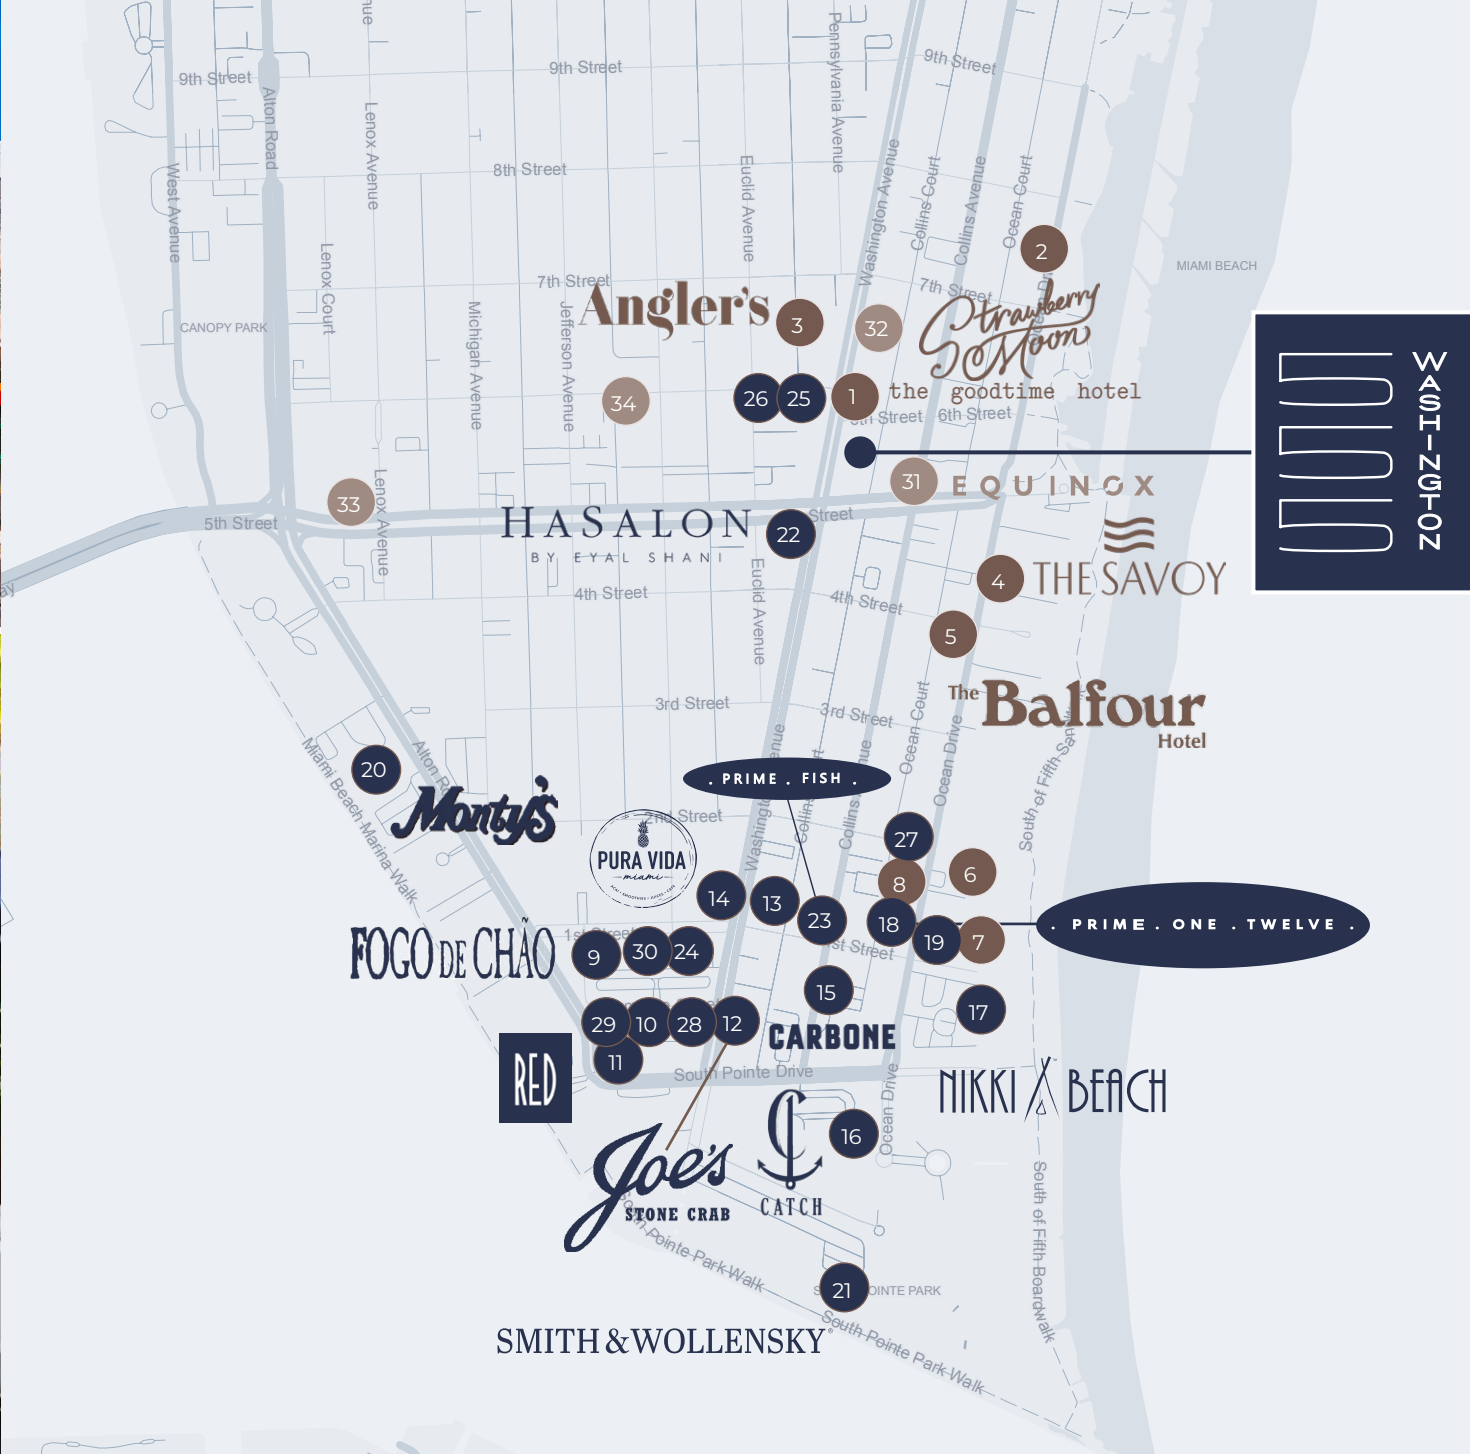 9th Street
9th Street
9th Street
Alton Road
Lenox Avenue
Pennsylvania Avenue
West Avenue
8th Street
Euclid Avenue
Washington Avenue
Collins Court
Collins Avenue
Ocean Court
2
MIAMI BEACH
Lenox Court
CANOPY PARK
7th Street
7th Street
Angler's
3
32
Strawberry
Moon
the goodtime hotel
Michigan Avenue
Jefferson Avenue
34
26
25
1
6th Street
WASHINGTON
31
EQUINOX
33
Lenox Avenue
5th Street
Street
HASALON
BY EYAL SHANI
22
THE SAVOY
4
4th Street
4th Street
Euclid Avenue
5
3rd Street
3rd Street
Ocean Court
Ocean Drive
The
Balfour
Hotel
20
Miami Beach Marina Walk
Monty's
. PRIME . FISH .
2nd Street
PURA VIDA
miami
27
8
6
14
13
23
18
19
7
. PRIME . ONE . TWELVE .
FOGO DE CHÃO
1st Street
9
30
24
15
17
29
10
28
12
11
CARBONE
RED
South Pointe Drive
Ocean Drive
NIKKI BEACH
16
Joe's
STONE CRAB
CATCH
South Pointe Park Walk
21
South of Fifth Boardwalk
South Pointe Park Walk
SMITH & WOLLENSKY